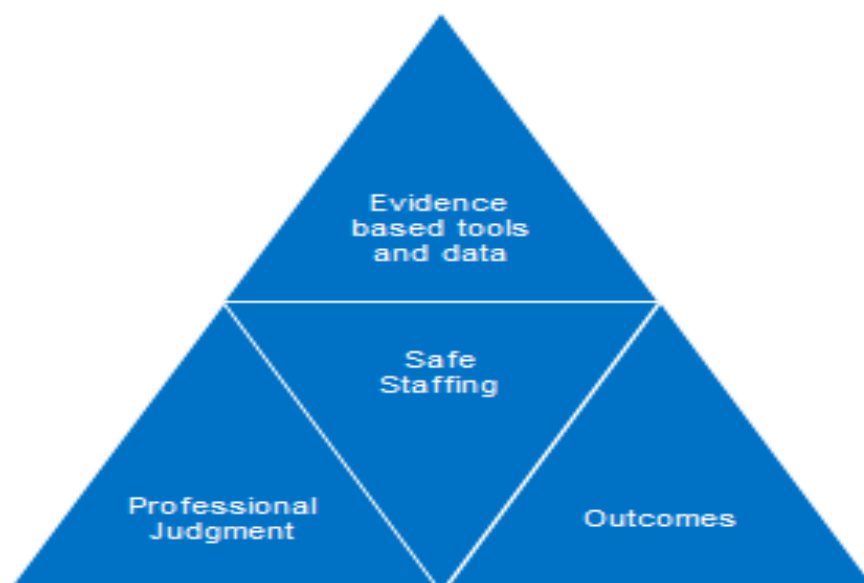 Evidence
based tools
and data
Safe
Staffing
Professional
Judgment
Outcomes